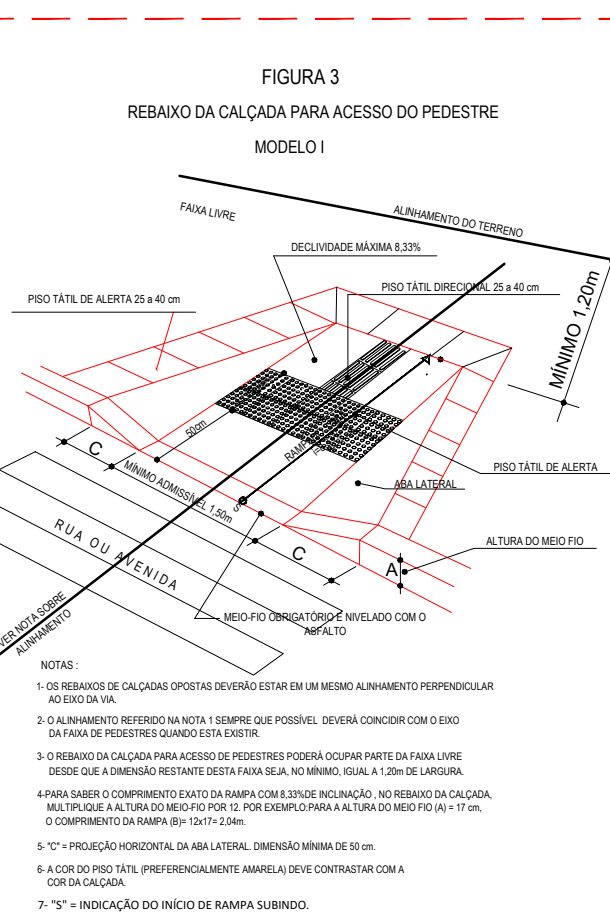 FIGURA 3
REBAIXO DA CALÇADA PARA ACESSO DO PEDESTRE
MODELO I
FAIXA LIVRE
ALINHAMENTO DO TERRENO
DECLIVIDADE MÁXIMA 8,33%
PISO TÁTIL DIRECIONAL 25 a 40 cm
PISO TÁTIL DE ALERTA 25 a 40 cm
MÍNIMO 1,20m
50cm
RAMPA
C
MÍNIMO ADMISSÍVEL 1,50m
S
PISO TÁTIL DE ALERTA
ABA LATERAL
RUA OU AVENIDA
C
A
ALTURA DO MEIO FIO
MEIO-FIO OBRIGATÓRIO E NIVELADO COM O
ASFALTO
VER NOTA SOBRE
ALINHAMENTO
NOTAS :
1- OS REBAIXOS DE CALÇADAS OPOSTAS DEVERÃO ESTAR EM UM MESMO ALINHAMENTO PERPENDICULAR
AO EIXO DA VIA.
2- O ALINHAMENTO REFERIDO NA NOTA 1 SEMPRE QUE POSSÍVEL DEVERÁ COINCIDIR COM O EIXO
DA FAIXA DE PEDESTRES QUANDO ESTA EXISTIR.
3- O REBAIXO DA CALÇADA PARA ACESSO DE PEDESTRES PODERÁ OCUPAR PARTE DA FAIXA LIVRE
DESDE QUE A DIMENSÃO RESTANTE DESTA FAIXA SEJA, NO MÍNIMO, IGUAL A 1,20m DE LARGURA.
4-PARA SABER O COMPRIMENTO EXATO DA RAMPA COM 8,33%DE INCLINAÇÃO , NO REBAIXO DA CALÇADA,
MULTIPLIQUE A ALTURA DO MEIO-FIO POR 12. POR EXEMPLO:PARA A ALTURA DO MEIO FIO (A) = 17 cm,
O COMPRIMENTO DA RAMPA (B)= 12x17= 2,04m.
5- "C" = PROJEÇÃO HORIZONTAL DA ABA LATERAL. DIMENSÃO MÍNIMA DE 50 cm.
6- A COR DO PISO TÁTIL (PREFERENCIALMENTE AMARELA) DEVE CONTRASTAR COM A
COR DA CALÇADA.
7- "S" = INDICAÇÃO DO INÍCIO DE RAMPA SUBINDO.